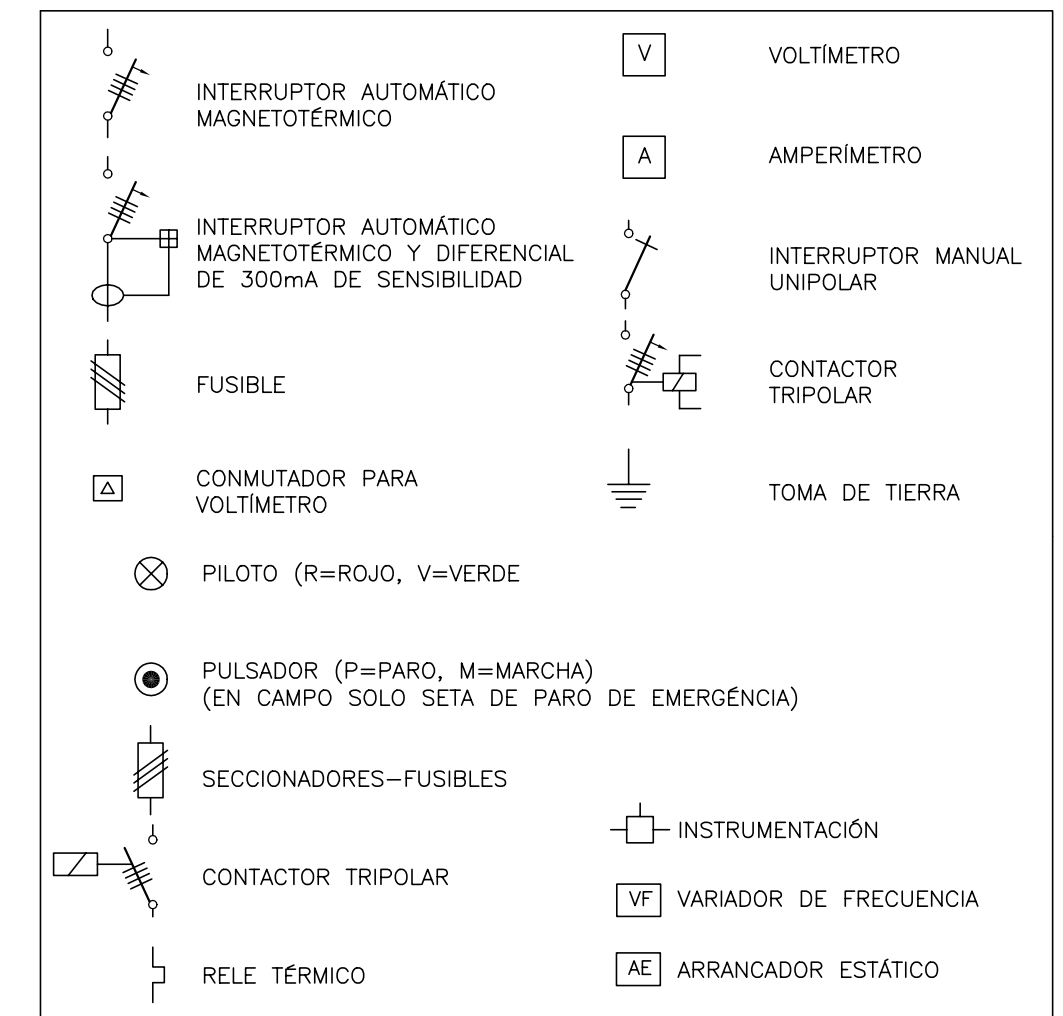 INTERRUPTOR AUTOMÁTICO
MAGNETOTÉRMICO
INTERRUPTOR AUTOMÁTICO
MAGNETOTÉRMICO Y DIFERENCIAL
DE 300mA DE SENSIBILIDAD
FUSIBLE
CONMUTADOR PARA
VOLTÍMETRO
PILOTO (R=ROJO, V=VERDE
PULSADOR (P=PARO, M=MARCHA)
(EN CAMPO SOLO SETA DE PARO DE EMERGÉNCIA)
SECCIONADORES-FUSIBLES
CONTACTOR TRIPOLAR
RELE TÉRMICO
V VOLTÍMETRO
A AMPERÍMETRO
INTERRUPTOR MANUAL
UNIPOLAR
CONTACTOR
TRIPOLAR
TOMA DE TIERRA
INSTRUMENTACIÓN
VF VARIADOR DE FRECUENCIA
AE ARRANCADOR ESTÁTICO